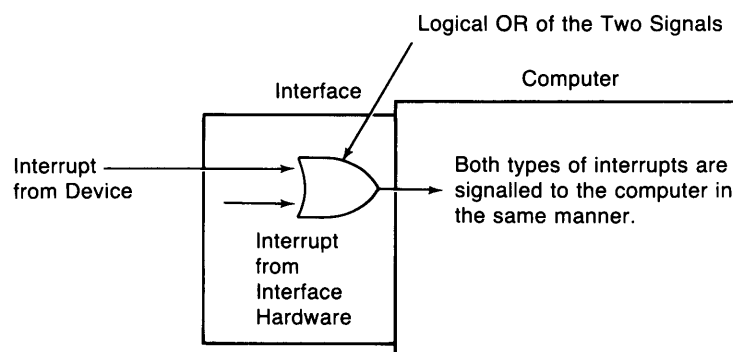 Logical OR of the Two Signals
Computer
Interface
Interrupt
from Device
Both types of interrupts are
signalled to the computer in
the same manner.
Interrupt
from
Interface
Hardware